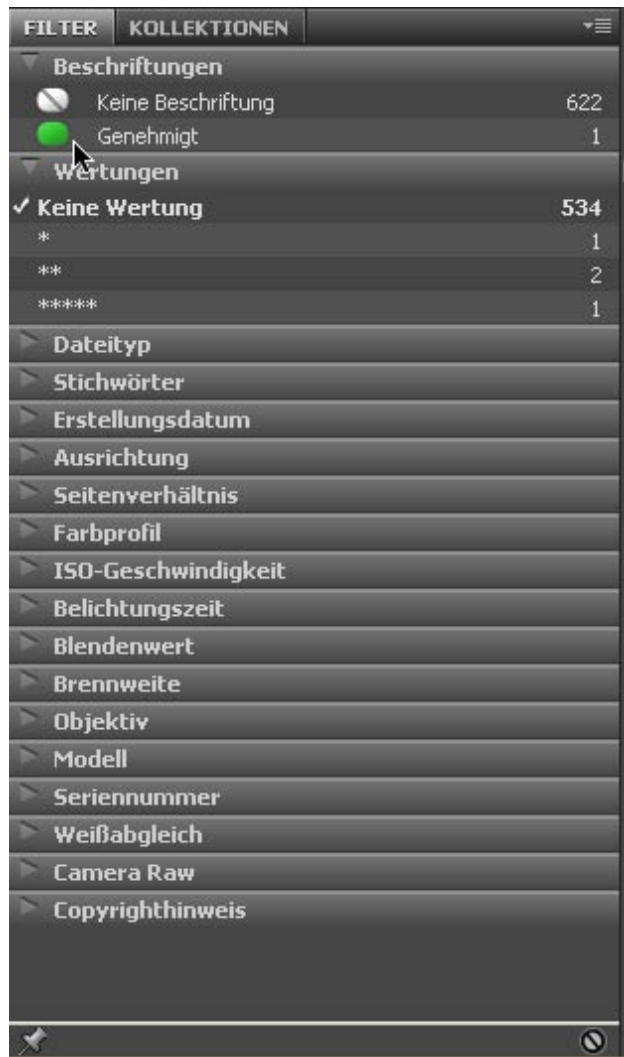 FILTER KOLLEKTIONEN
Beschriftungen
Keine Beschriftung 622
Genehmigt 1
Wertungen
Keine Wertung 534
* 1
** 2
***** 1
Dateityp
Stichwörter
Erstellungsdatum
Ausrichtung
Seitenverhältnis
Farbprofil
ISO-Geschwindigkeit
Belichtungszeit
Blendenwert
Brennweite
Objektiv
Modell
Seriennummer
Weißabgleich
Camera Raw
Copyrighthinweis